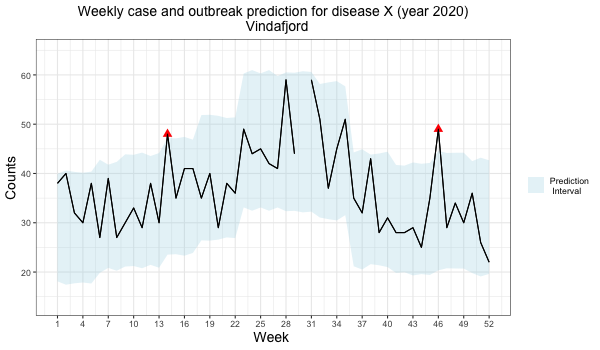 Weekly case and outbreak prediction for disease X (year 2020)
Vindafjord
Counts
60
50
40
30
20
1 4 7 10 13 16 19 22 25 28 31 34 37 40 43 46 49 52
Week
Prediction
Interval